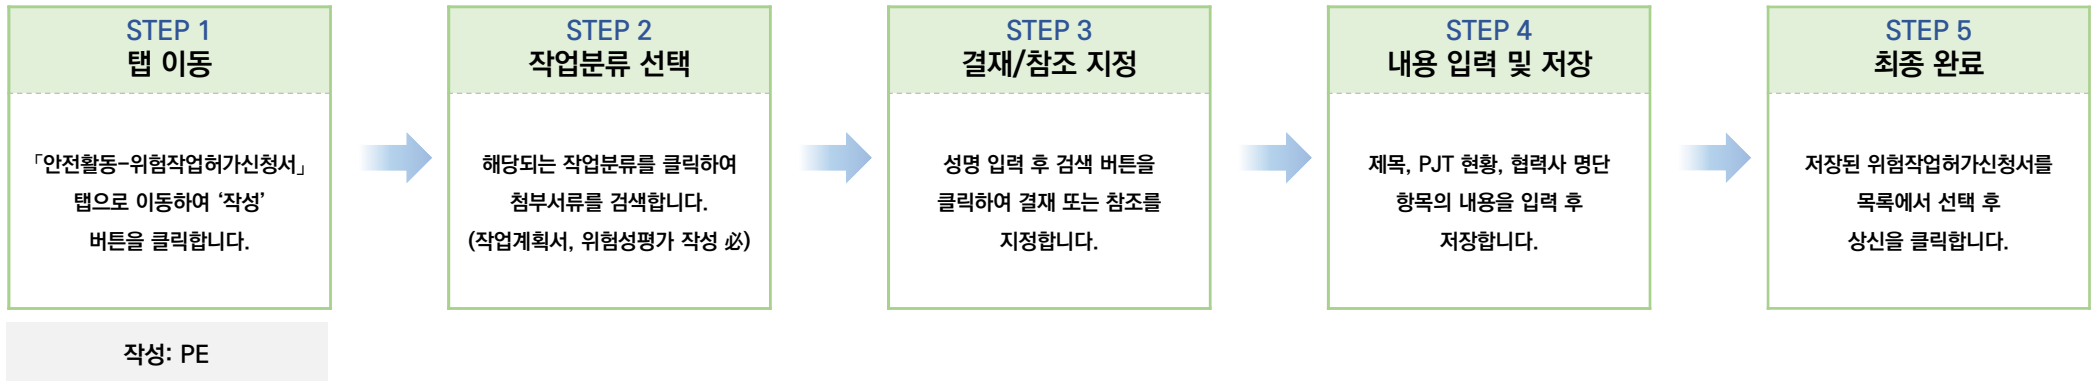 STEP 1
탭 이동
「안전활동-위험작업허가신청서」
탭으로 이동하여 ‘작성’
버튼을 클릭합니다.
작성: PE
STEP 2
작업분류 선택
해당되는 작업분류를 클릭하여
첨부서류를 검색합니다.
(작업계획서, 위험성평가 작성 必)
STEP 3
결재/참조 지정
성명 입력 후 검색 버튼을
클릭하여 결재 또는 참조를
지정합니다.
STEP 4
내용 입력 및 저장
제목, PJT 현황, 협력사 명단
항목의 내용을 입력 후
저장합니다.
STEP 5
최종 완료
저장된 위험작업허가신청서를
목록에서 선택 후
상신을 클릭합니다.